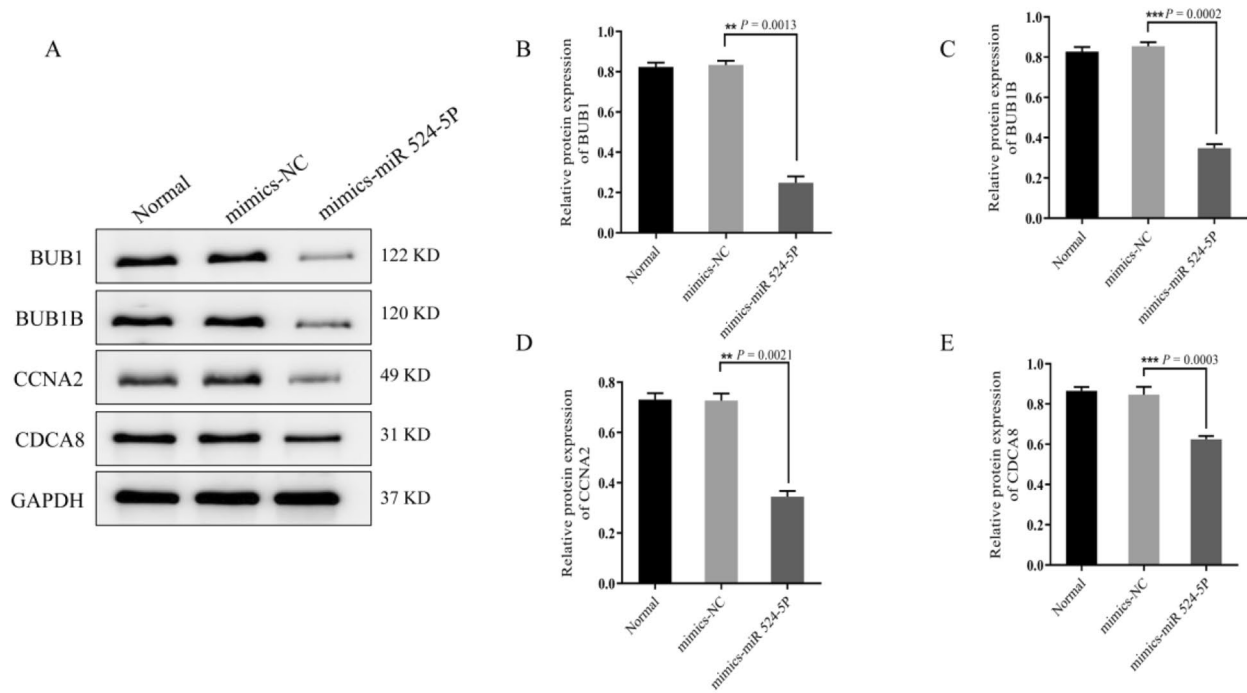 A
Normal
mimics-NC
mimics-miR 524-5P
BUB1
122 KD
BUB1B
120 KD
CCNA2
49 KD
CDCA8
31 KD
GAPDH
37 KD
B
** P = 0.0013
Relative protein expression
of BUB1
1.0
0.8
0.6
0.4
0.2
0.0
Normal
mimics-NC
mimics-miR 524-5P
C
*** P = 0.0002
Relative protein expression
of BUB1B
1.0
0.8
0.6
0.4
0.2
0.0
Normal
mimics-NC
mimics-miR 524-5P
D
** P = 0.0021
Relative protein expression
of CCNA2
0.8
0.6
0.4
0.2
0.0
Normal
mimics-NC
mimics-miR 524-5P
E
*** P = 0.0003
Relative protein expression
of CDCA8
1.0
0.8
0.6
0.4
0.2
0.0
Normal
mimics-NC
mimics-miR 524-5P